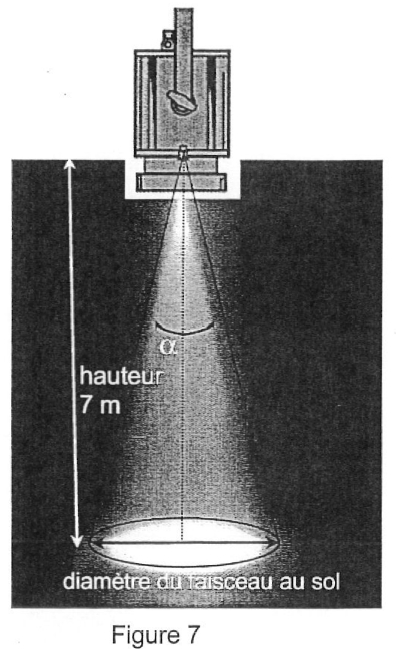 α
hauteur
7 m
diamètre du faisceau au sol
Figure 7